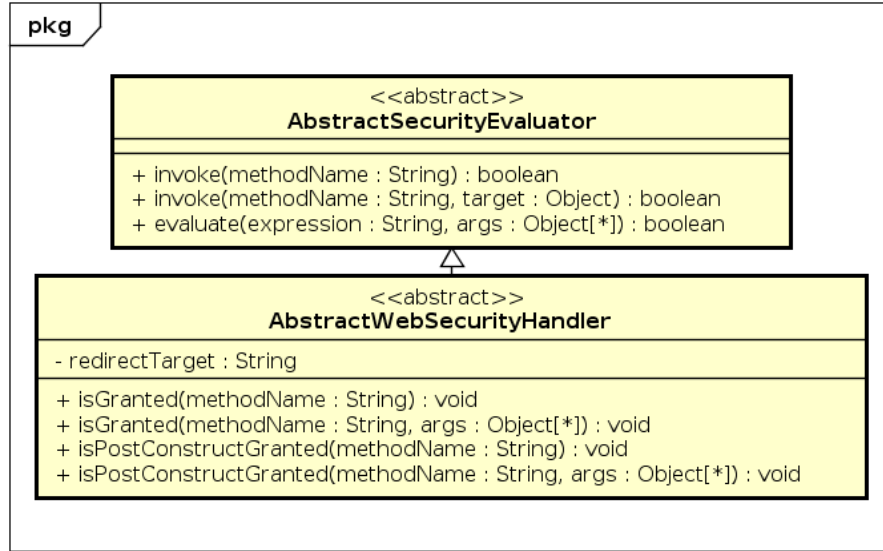 pkg
<<abstract>>
AbstractSecurityEvaluator
+ invoke(methodName : String) : boolean
+ invoke(methodName : String, target : Object) : boolean
+ evaluate(expression : String, args : Object[*]) : boolean
<<abstract>>
AbstractWebSecurityHandler
- redirectTarget : String
+ isGranted(methodName : String) : void
+ isGranted(methodName : String, args : Object[*]) : void
+ isPostConstructGranted(methodName : String) : void
+ isPostConstructGranted(methodName : String, args : Object[*]) : void